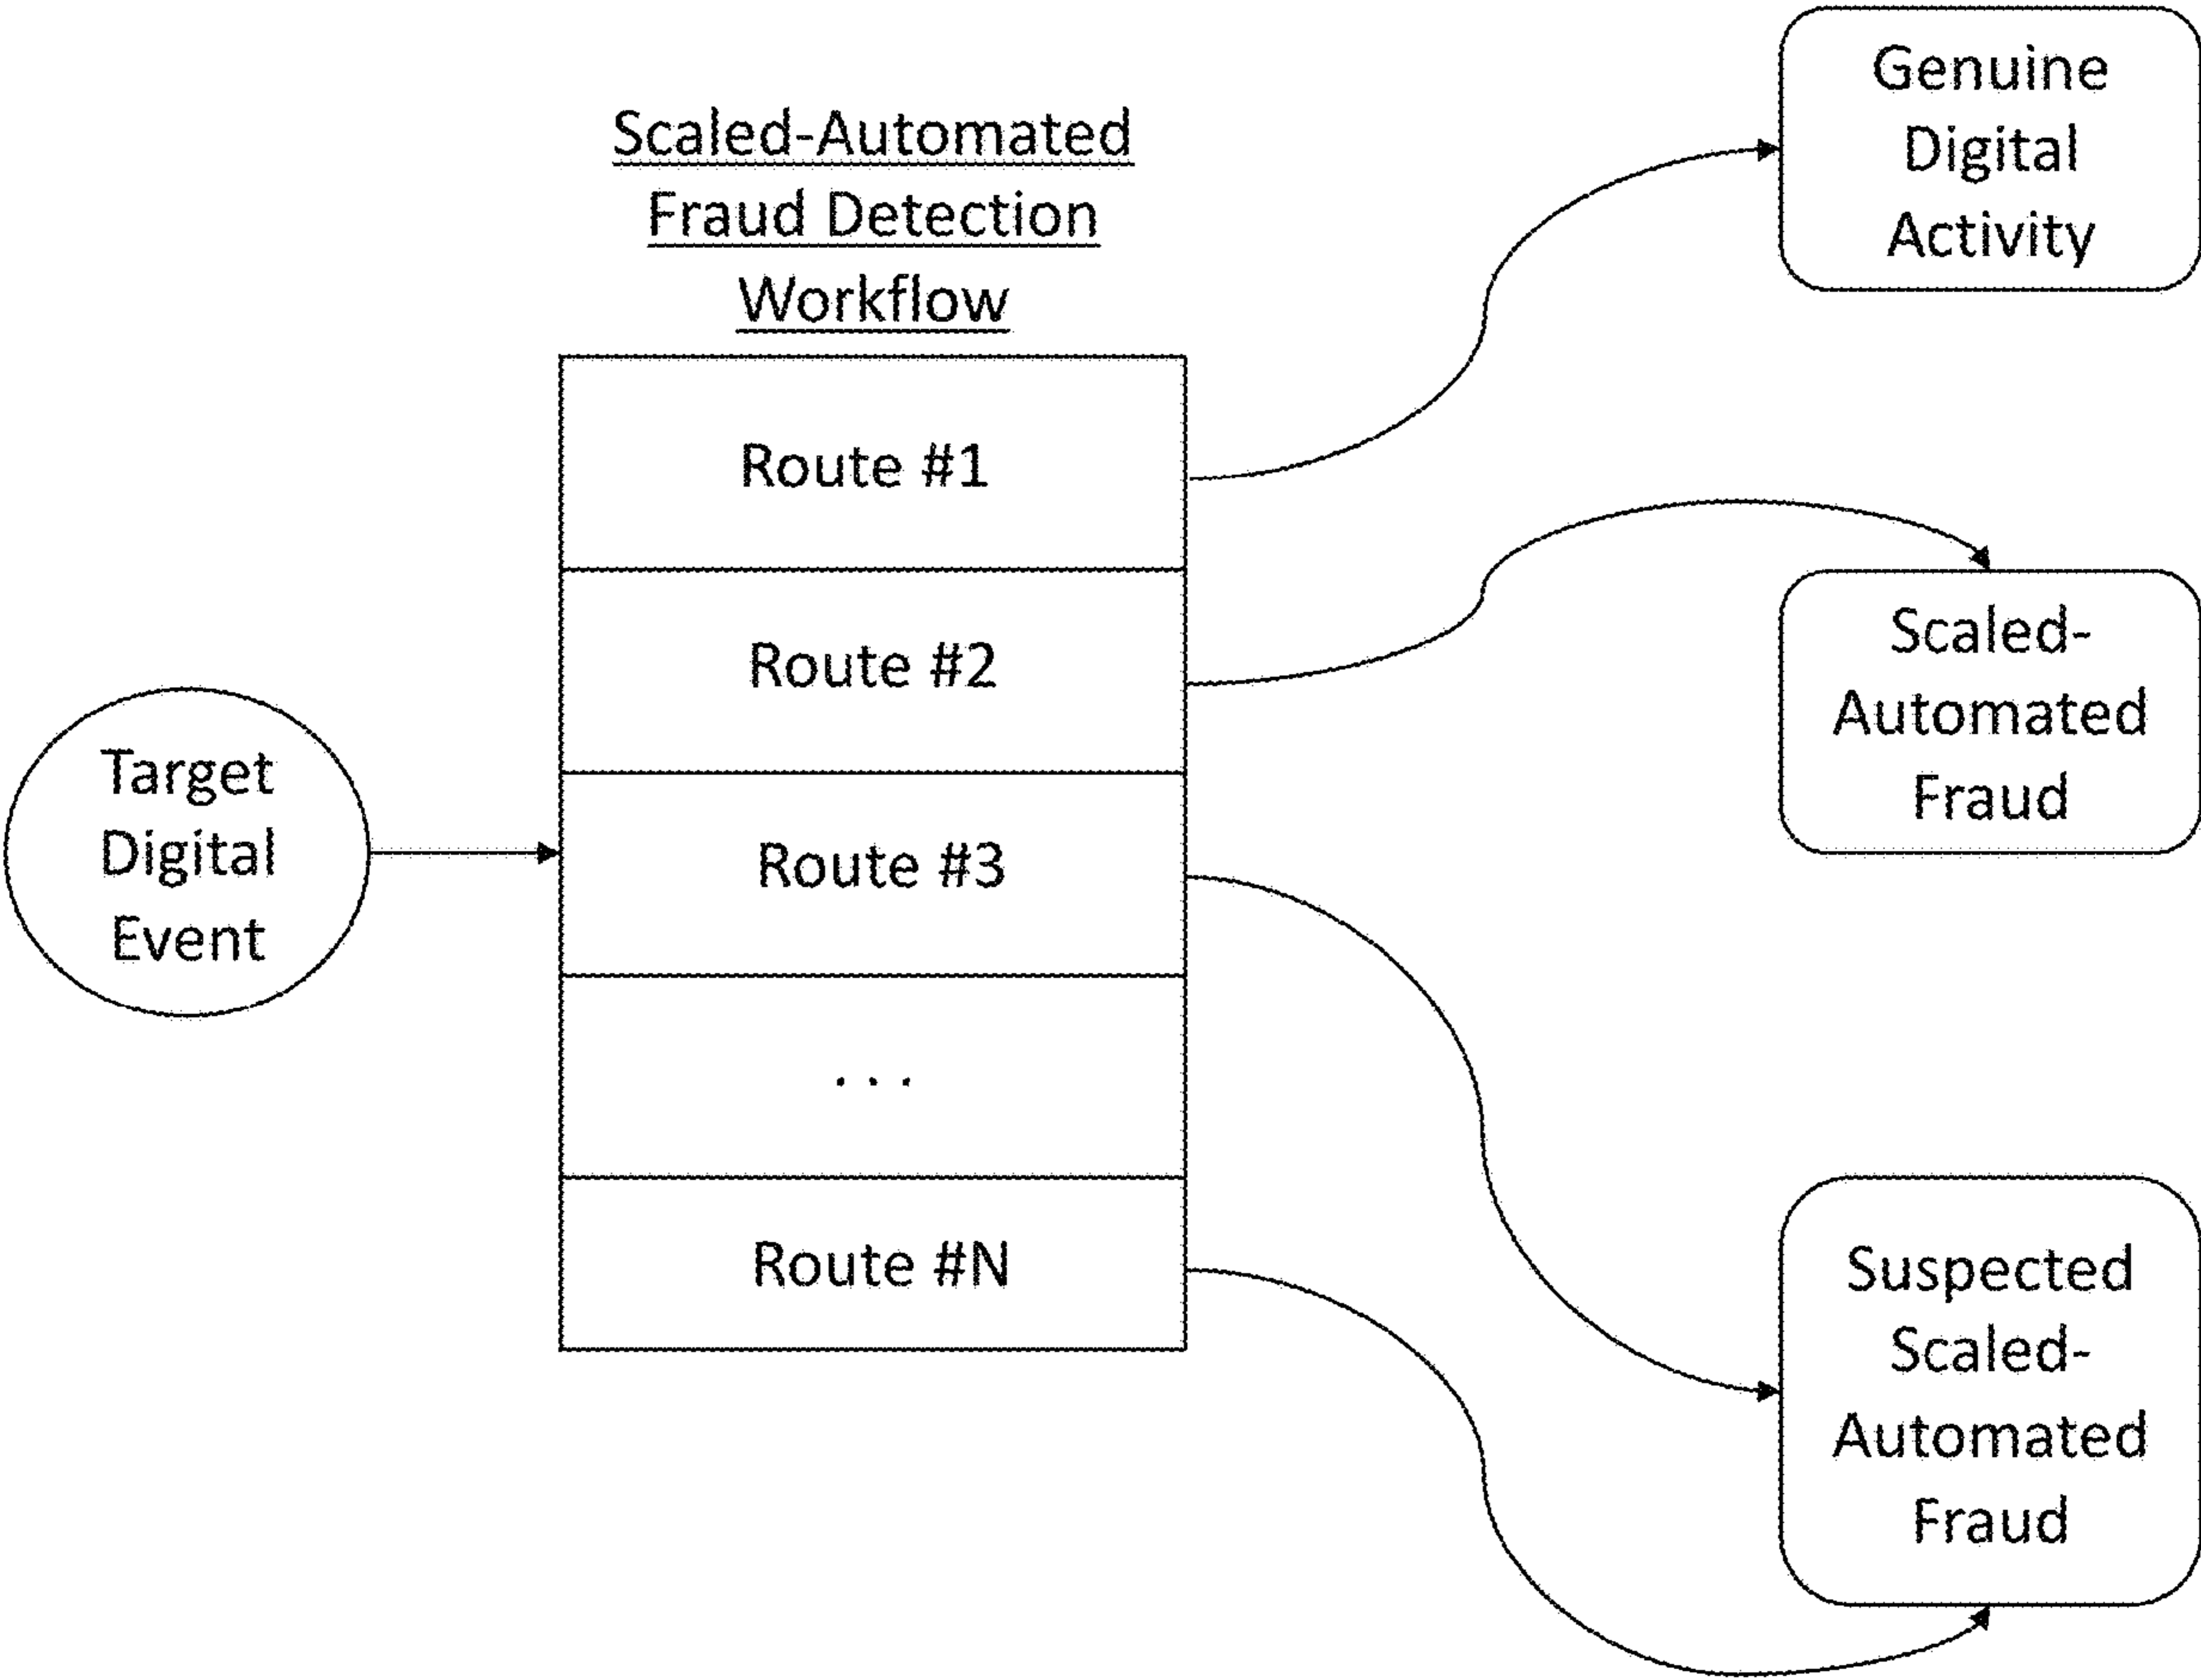 Scaled-Automated
Fraud Detection
Workflow
Target
Digital
Event
Route #1
Route #2
Route #3
...
Route #N
Genuine
Digital
Activity
Scaled-
Automated
Fraud
Suspected
Scaled-
Automated
Fraud